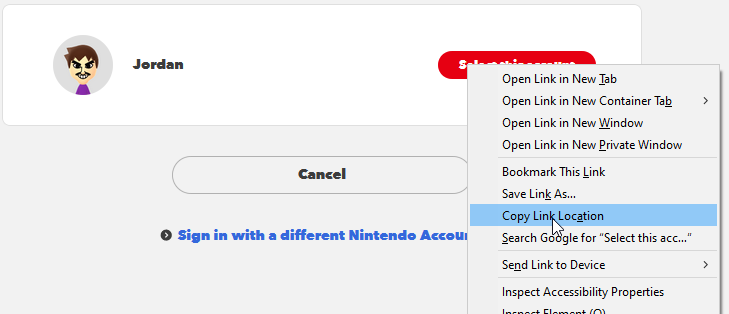 Jordan
Open Link in New Tab
Open Link in New Container Tab
Open Link in New Window
Open Link in New Private Window
Bookmark This Link
Save Link As...
Copy Link Location
Search Google for “Select this acc...”
Send Link to Device
Inspect Accessibility Properties
Inspect Element (Q)
Cancel
Sign in with a different Nintendo Accou